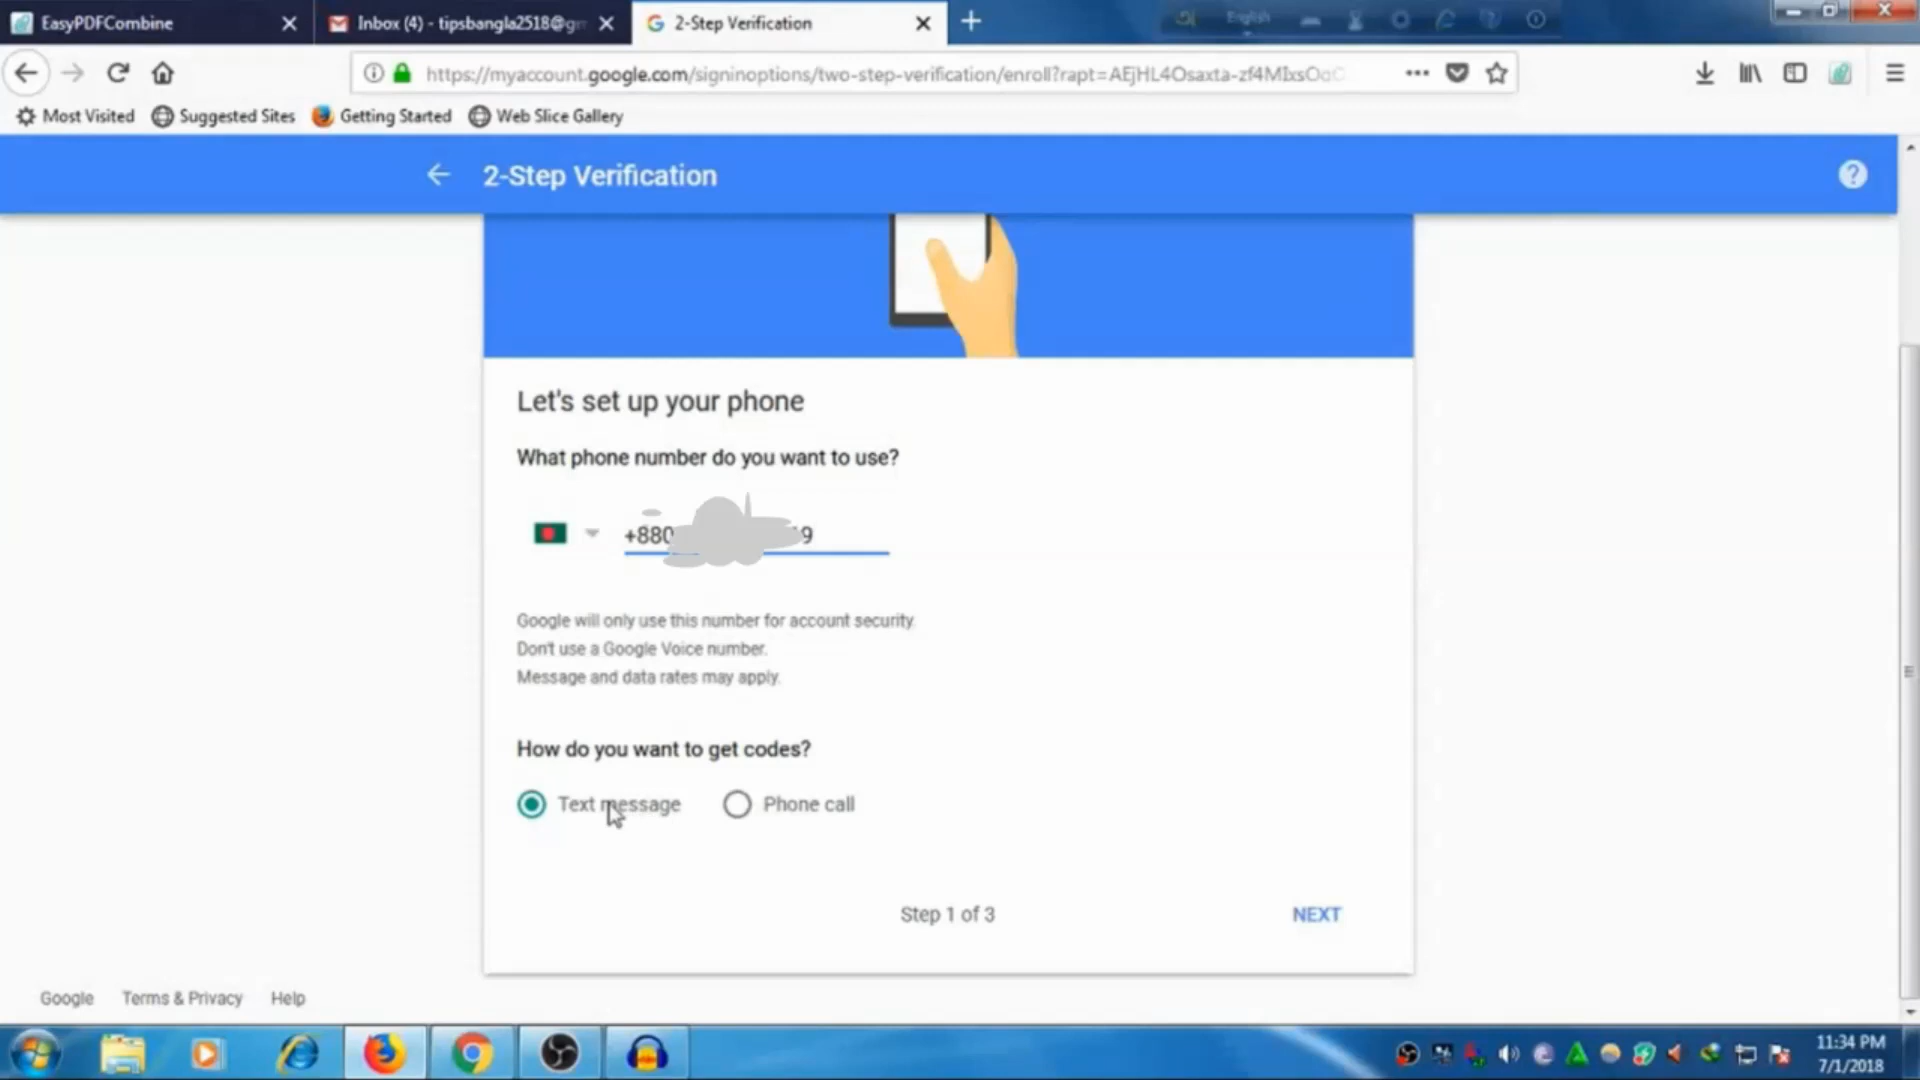 EasyPDFCombine
Inbox (4) - tipsbangla2518@gm
2-Step Verification
English
https://myaccount.google.com/signinoptions/two-step-verification/enroll?rapt=
Most Visited
Suggested Sites
Getting Started
Web Slice Gallery
2-Step Verification
Let's set up your phone
What phone number do you want to use?
+880 9
Google will only use this number for account security.
Don't use a Google Voice number.
Message and data rates may apply.
How do you want to get codes?
Text message
Phone call
Step 1 of 3
NEXT
Google
Terms & Privacy
Help
11:34 PM
7/1/2018